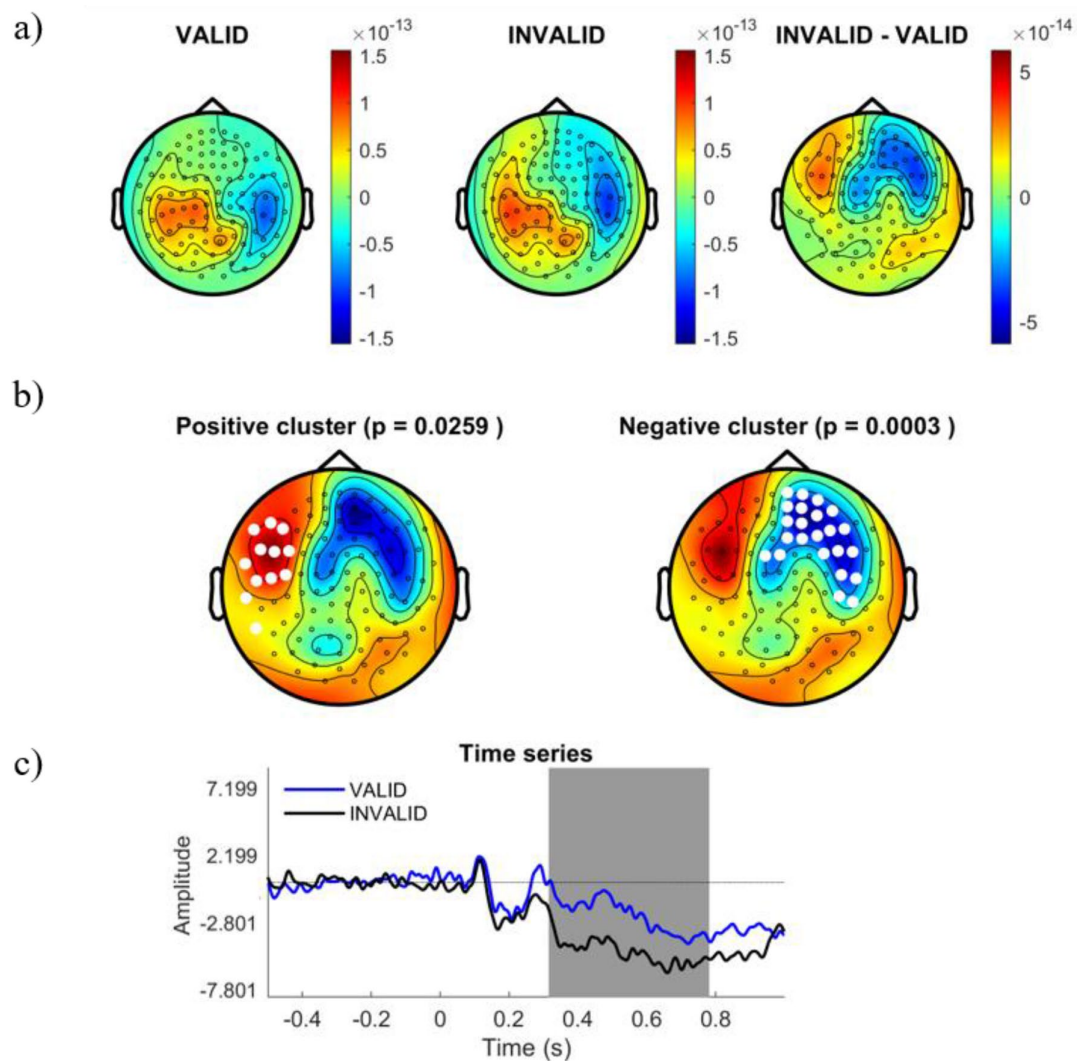 a)
VALID
INVALID
INVALID - VALID
×10⁻¹³
×10⁻¹³
×10⁻¹⁴
1.5
1
0.5
0
-0.5
-1
-1.5
1.5
1
0.5
0
-0.5
-1
-1.5
5
0
-5
b)
Positive cluster (p = 0.0259 )
Negative cluster (p = 0.0003 )
c)
Time series
VALID
INVALID
Amplitude
7.199
2.199
-2.801
-7.801
-0.4 -0.2 0 0.2 0.4 0.6 0.8
Time (s)